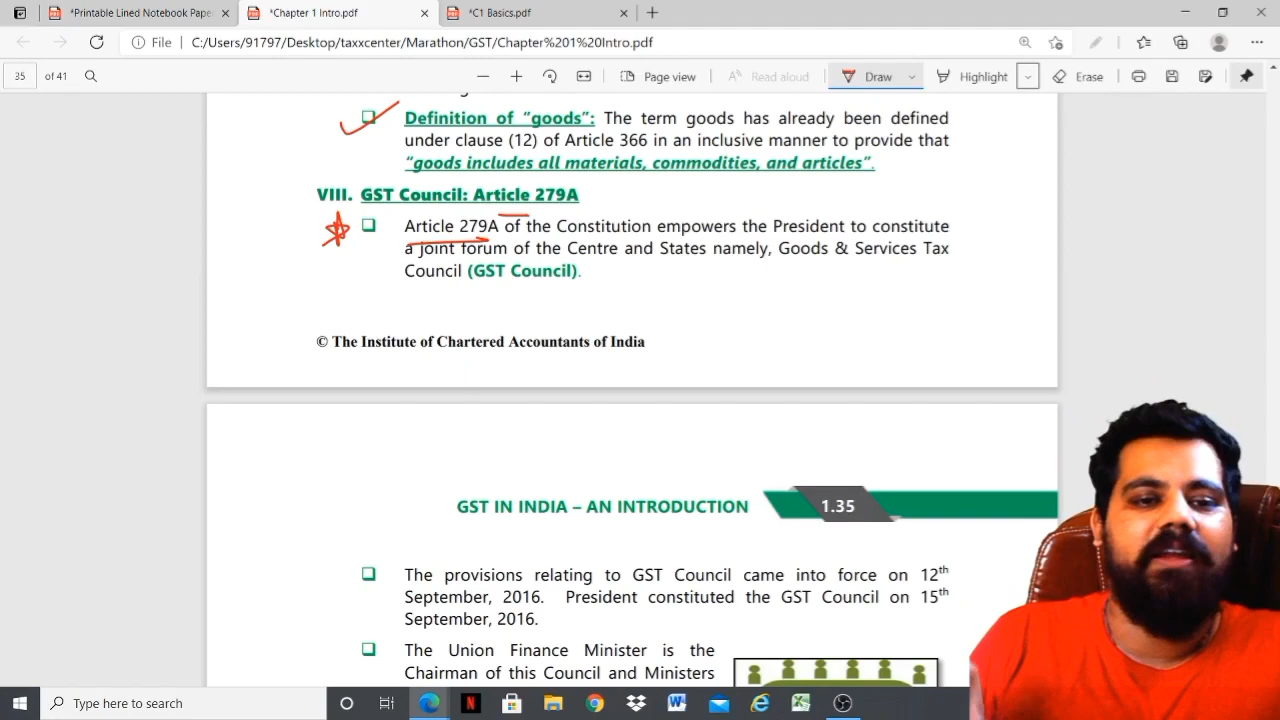 *Printable Lined Notebook Pape
*Chapter 1 Intro.pdf
*C1 Basics.pdf
File
C:/Users/91797/Desktop/taxxcenter/Marathon/GST/Chapter%201%20Intro.pdf
35 of 41
Page view
Read aloud
Draw
Highlight
Erase
Definition of “goods”: The term goods has already been defined
under clause (12) of Article 366 in an inclusive manner to provide that
“goods includes all materials, commodities, and articles”.
VIII. GST Council: Article 279A
Article 279A of the Constitution empowers the President to constitute
a joint forum of the Centre and States namely, Goods & Services Tax
Council (GST Council).
© The Institute of Chartered Accountants of India
GST IN INDIA – AN INTRODUCTION 1.35
The provisions relating to GST Council came into force on 12th
September, 2016. President constituted the GST Council on 15th
September, 2016.
The Union Finance Minister is the
Chairman of this Council and Ministers
Type here to search